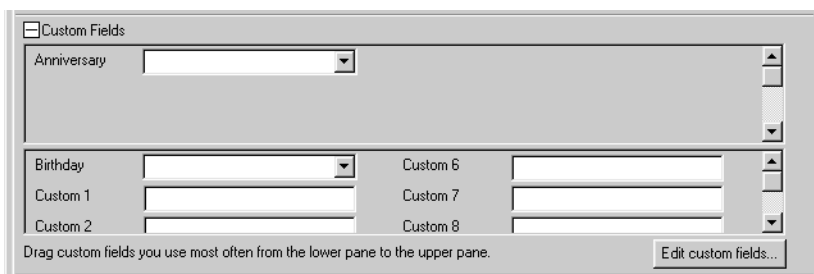 Custom Fields
Anniversary
Birthday Custom 6
Custom 1 Custom 7
Custom 2 Custom 8
Drag custom fields you use most often from the lower pane to the upper pane. Edit custom fields...